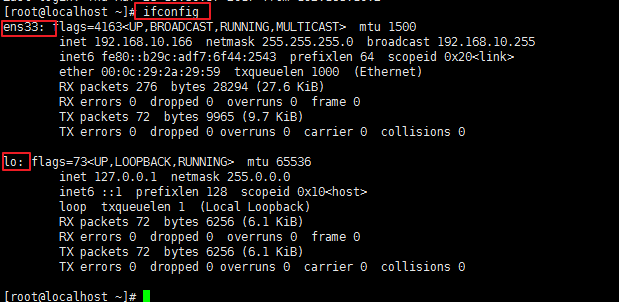 [root@localhost ~]# ifconfig
ens33: flags=4163<UP,BROADCAST,RUNNING,MULTICAST>  mtu 1500
        inet 192.168.10.166  netmask 255.255.255.0  broadcast 192.168.10.255
        inet6 fe80::b29c:adf7:6f44:2543  prefixlen 64  scopeid 0x20<link>
        ether 00:0c:29:2a:29:59  txqueuelen 1000  (Ethernet)
        RX packets 276  bytes 28294 (27.6 KiB)
        RX errors 0  dropped 0  overruns 0  frame 0
        TX packets 72  bytes 9965 (9.7 KiB)
        TX errors 0  dropped 0 overruns 0  carrier 0  collisions 0
lo: flags=73<UP,LOOPBACK,RUNNING>  mtu 65536
        inet 127.0.0.1  netmask 255.0.0.0
        inet6 ::1  prefixlen 128  scopeid 0x10<host>
        loop  txqueuelen 1  (Local Loopback)
        RX packets 72  bytes 6256 (6.1 KiB)
        RX errors 0  dropped 0  overruns 0  frame 0
        TX packets 72  bytes 6256 (6.1 KiB)
        TX errors 0  dropped 0 overruns 0  carrier 0  collisions 0
[root@localhost ~]#